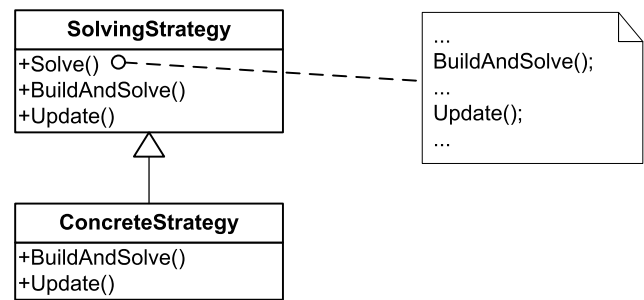 SolvingStrategy
+Solve()
+BuildAndSolve()
+Update()
...
BuildAndSolve();
...
Update();
...
ConcreteStrategy
+BuildAndSolve()
+Update()